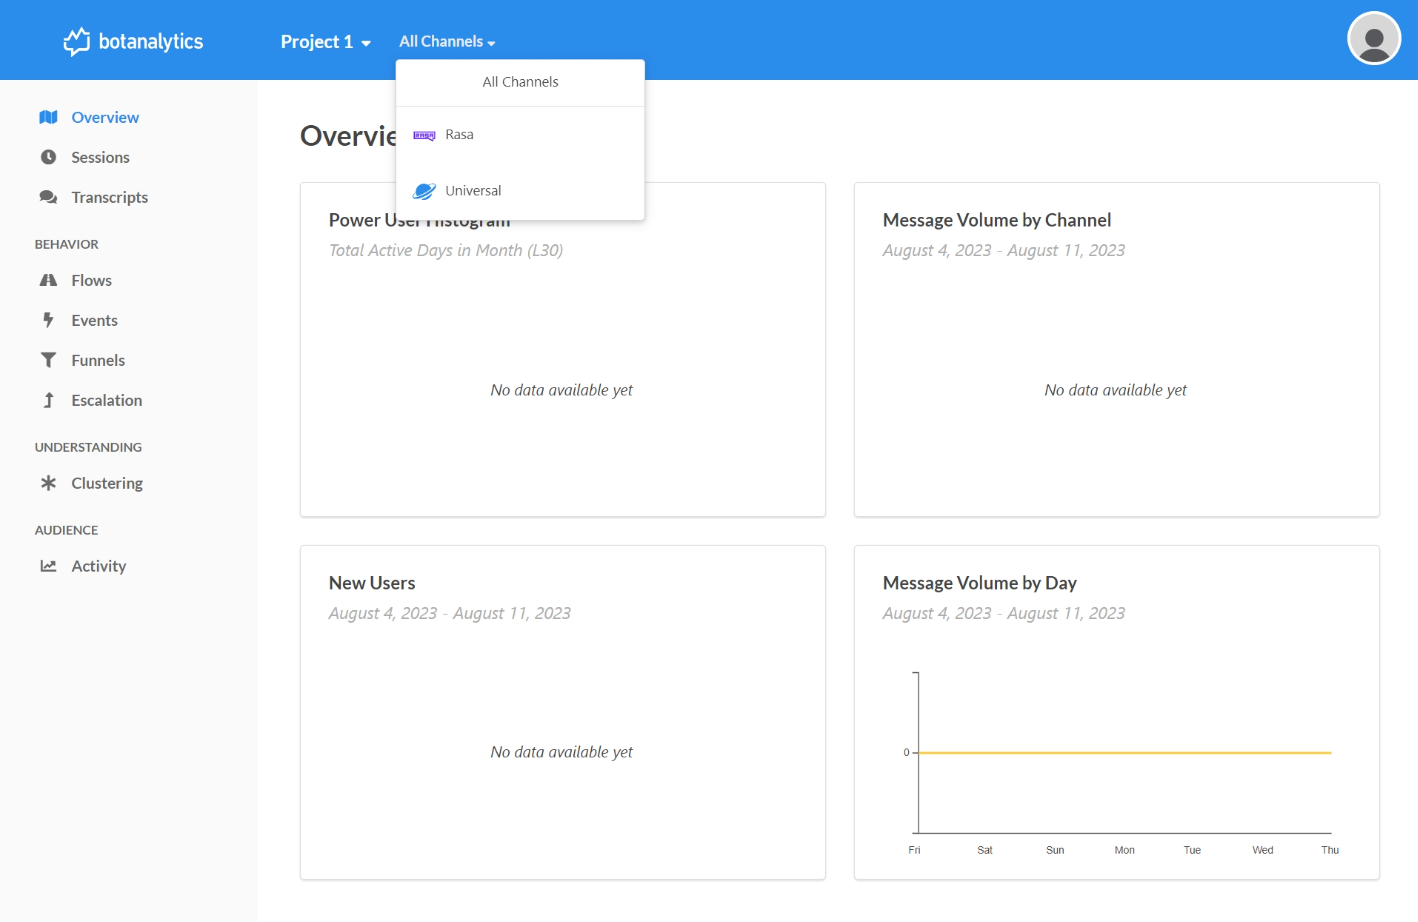 botanalytics
Project 1
All Channels
All Channels
RASA
Rasa
Universal
Overview
Sessions
Transcripts
BEHAVIOR
Flows
Events
Funnels
Escalation
UNDERSTANDING
Clustering
AUDIENCE
Activity
Overvie
Power User Histogram
Total Active Days in Month (L30)
No data available yet
Message Volume by Channel
August 4, 2023 - August 11, 2023
No data available yet
New Users
August 4, 2023 - August 11, 2023
No data available yet
Message Volume by Day
August 4, 2023 - August 11, 2023
0
Fri Sat Sun Mon Tue Wed Thu